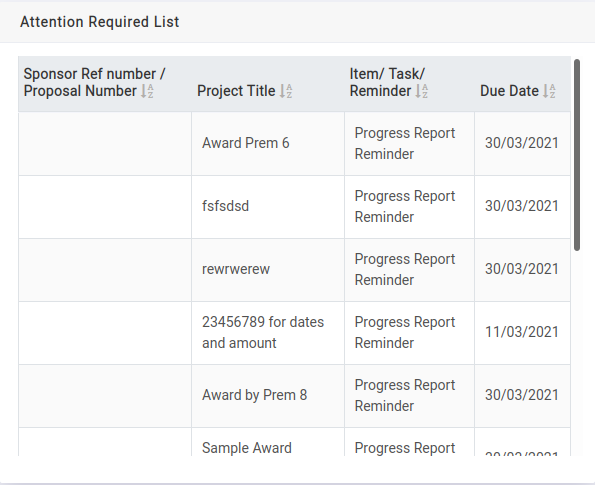 Attention Required List
Sponsor Ref number /
Proposal Number
Project Title
Item/ Task/
Reminder
Due Date
Award Prem 6
Progress Report
Reminder
30/03/2021
fsfsdsd
Progress Report
Reminder
30/03/2021
rewrwerew
Progress Report
Reminder
30/03/2021
23456789 for dates
and amount
Progress Report
Reminder
11/03/2021
Award by Prem 8
Progress Report
Reminder
30/03/2021
Sample Award
Progress Report